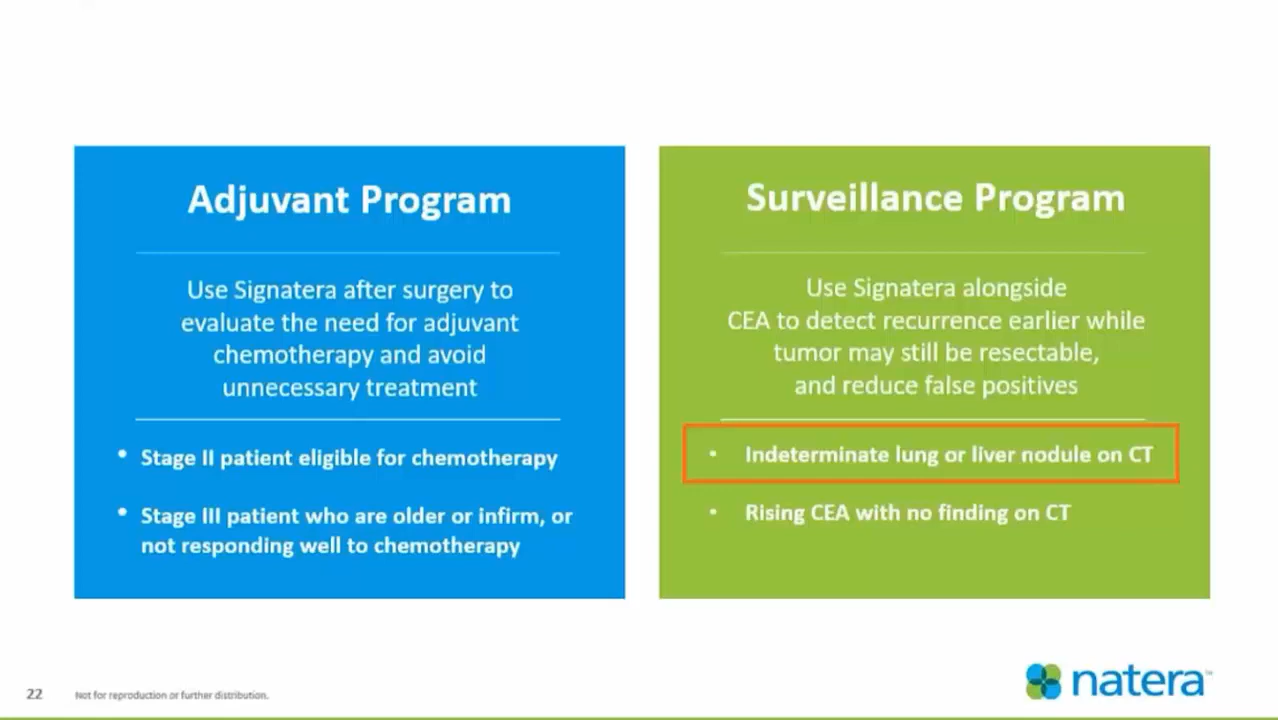 Adjuvant Program
Use Signatera after surgery to
evaluate the need for adjuvant
chemotherapy and avoid
unnecessary treatment
• Stage II patient eligible for chemotherapy
• Stage III patient who are older or infirm, or
not responding well to chemotherapy
Surveillance Program
Use Signatera alongside
CEA to detect recurrence earlier while
tumor may still be resectable,
and reduce false positives
• Indeterminate lung or liver nodule on CT
• Rising CEA with no finding on CT
22
Not for reproduction or further distribution.
natera™